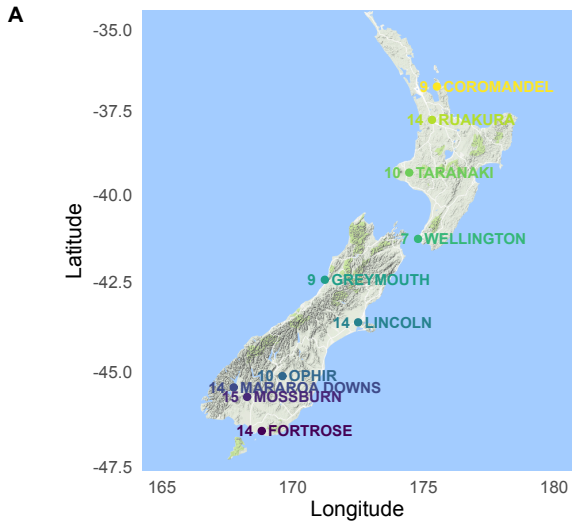 A
-35.0
-37.5
-40.0
-42.5
-45.0
-47.5
Latitude
9 COROMANDEL
14 RUAKURA
10 TARANAKI
7 WELLINGTON
9 GREYMOUTH
14 LINCOLN
10 OPHIR
14 MARAROA DOWNS
15 MOSSBURN
14 FORTROSE
165 170 175 180
Longitude